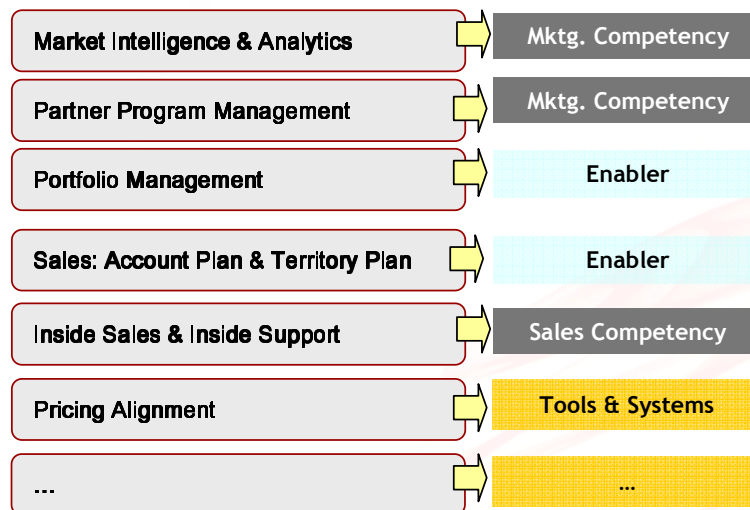 Market Intelligence & Analytics
Mktg. Competency
Partner Program Management
Mktg. Competency
Portfolio Management
Enabler
Sales: Account Plan & Territory Plan
Enabler
Inside Sales & Inside Support
Sales Competency
Pricing Alignment
Tools & Systems
...
...